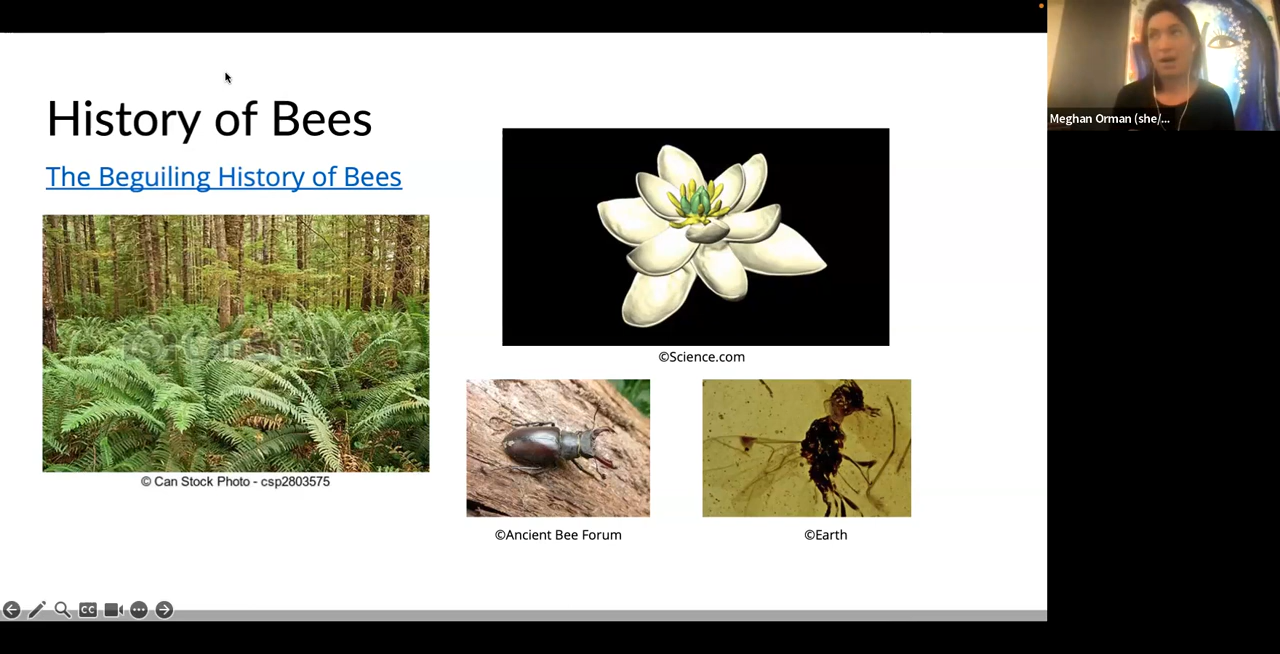 History of Bees
The Beguiling History of Bees
© Can Stock Photo - csp2803575
©Science.com
©Ancient Bee Forum
©Earth
CC
Meghan Orman (she/...